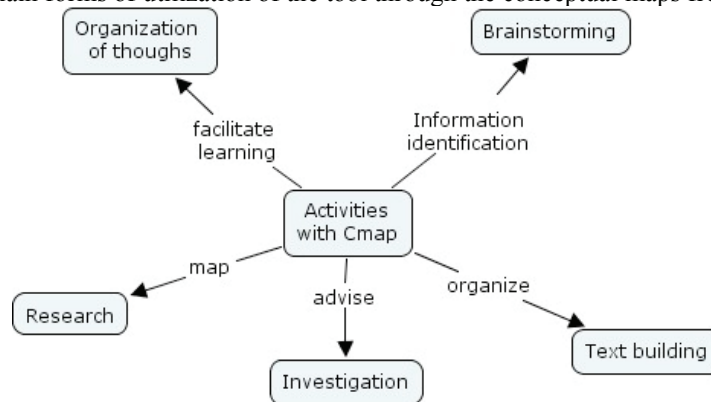 Organization
of thoughs
Brainstorming
facilitate
learning
Information
identification
Activities
with Cmap
map
advise
organize
Research
Investigation
Text building